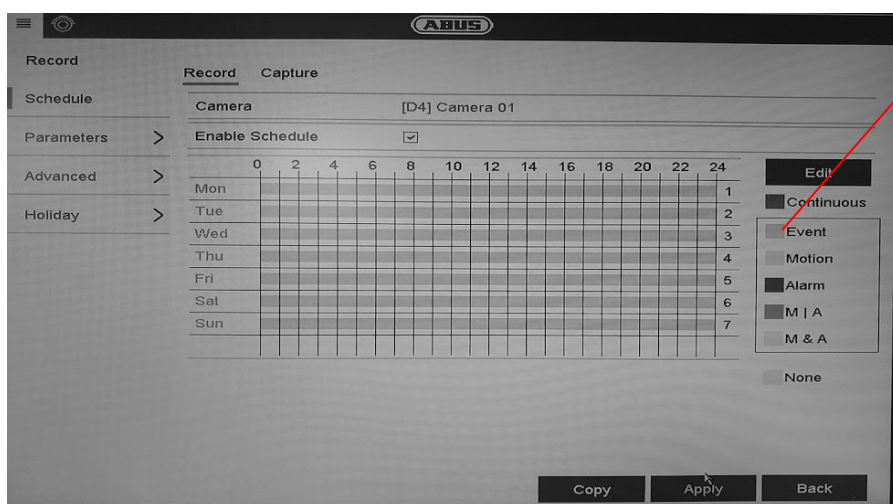 ABUS
Record
Schedule
Parameters
Advanced
Holiday
Record Capture
Camera [D4] Camera 01
Enable Schedule
0 2 4 6 8 10 12 14 16 18 20 22 24
Mon 1
Tue 2
Wed 3
Thu 4
Fri 5
Sat 6
Sun 7
Edit
Continuous
Event
Motion
Alarm
M | A
M & A
None
Copy Apply Back